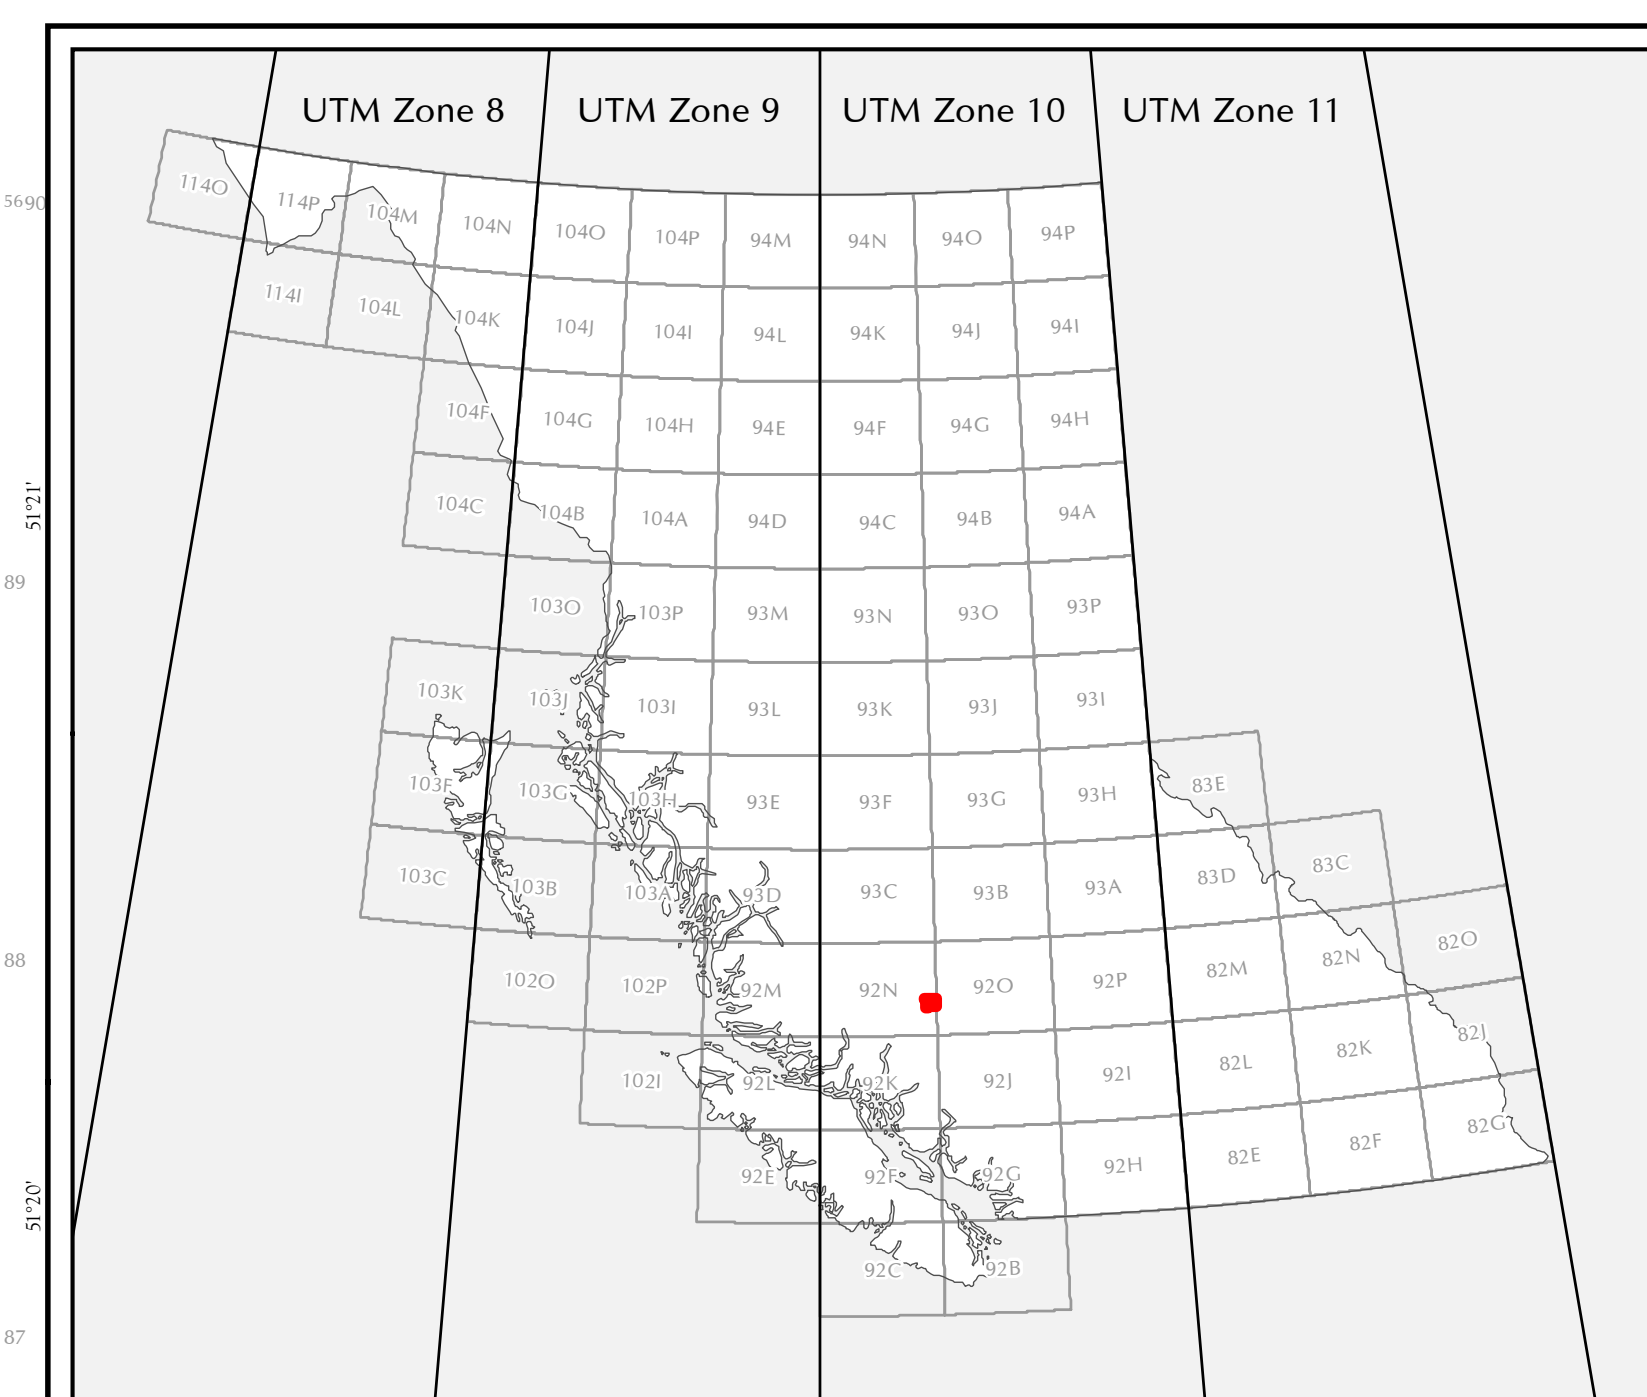 UTM Zone 8 UTM Zone 9 UTM Zone 10 UTM Zone 11
5690
114O 114P 104M 104N 104O 104P 94M 94N 94O 94P
114I 104L 104K 104J 104I 94L 94K 94J 94I
104F 104G 104H 94E 94F 94G 94H
51°21'
104C 104B 104A 94D 94C 94B 94A
89
103O 103P 93M 93N 93O 93P
103K 103J 103I 93L 93K 93J 93I
103F 103G 103H 93E 93F 93G 93H 83E
103C 103B 103A 93D 93C 93B 93A 83D 83C
88
102O 102P 92M 92N 92O 92P 82M 82N 82O
102I 92L 92K 92J 92I 82L 82K 82J
92E 92F 92G 92H 82E 82F 82G
51°20'
92C 92B
87